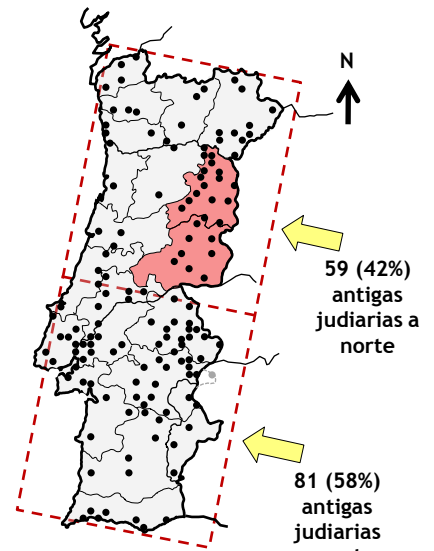 N
59 (42%)
antigas
judiarias a
norte
81 (58%)
antigas
judiarias